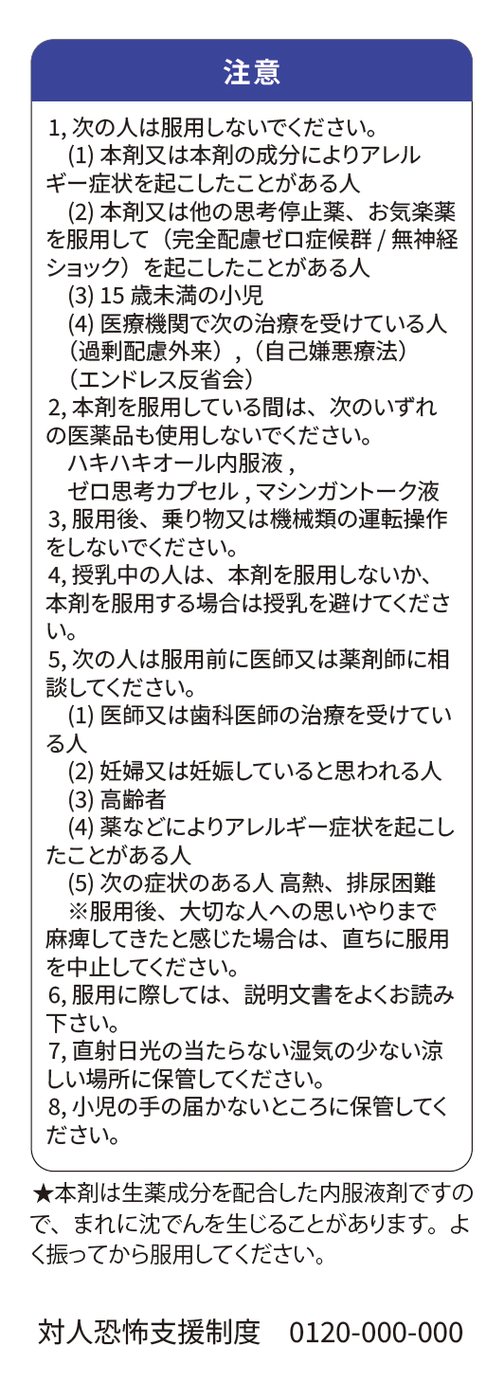 注意
1, 次の人は服用しないでください。
(1) 本剤又は本剤の成分によりアレル
ギー症状を起こしたことがある人
(2) 本剤又は他の思考停止薬、お気楽薬
を服用して（完全配慮ゼロ症候群 / 無神経
ショック）を起こしたことがある人
(3) 15 歳未満の小児
(4) 医療機関で次の治療を受けている人
（過剰配慮外来）,（自己嫌悪療法）
（エンドレス反省会）
2, 本剤を服用している間は、次のいずれ
の医薬品も使用しないでください。
ハキハキオール内服液 ,
ゼロ思考カプセル , マシンガントーク液
3, 服用後、乗り物又は機械類の運転操作
をしないでください。
4, 授乳中の人は、本剤を服用しないか、
本剤を服用する場合は授乳を避けてくださ
い。
5, 次の人は服用前に医師又は薬剤師に相
談してください。
(1) 医師又は歯科医師の治療を受けてい
る人
(2) 妊婦又は妊娠していると思われる人
(3) 高齢者
(4) 薬などによりアレルギー症状を起こし
たことがある人
(5) 次の症状のある人 高熱、排尿困難
※服用後、大切な人への思いやりまで
麻痺してきたと感じた場合は、直ちに服用
を中止してください。
6, 服用に際しては、説明文書をよくお読み
下さい。
7, 直射日光の当たらない湿気の少ない涼
しい場所に保管してください。
8, 小児の手の届かないところに保管してく
ださい。
★本剤は生薬成分を配合した内服液剤ですの
で、まれに沈でんを生じることがあります。よ
く振ってから服用してください。
対人恐怖支援制度　0120-000-000